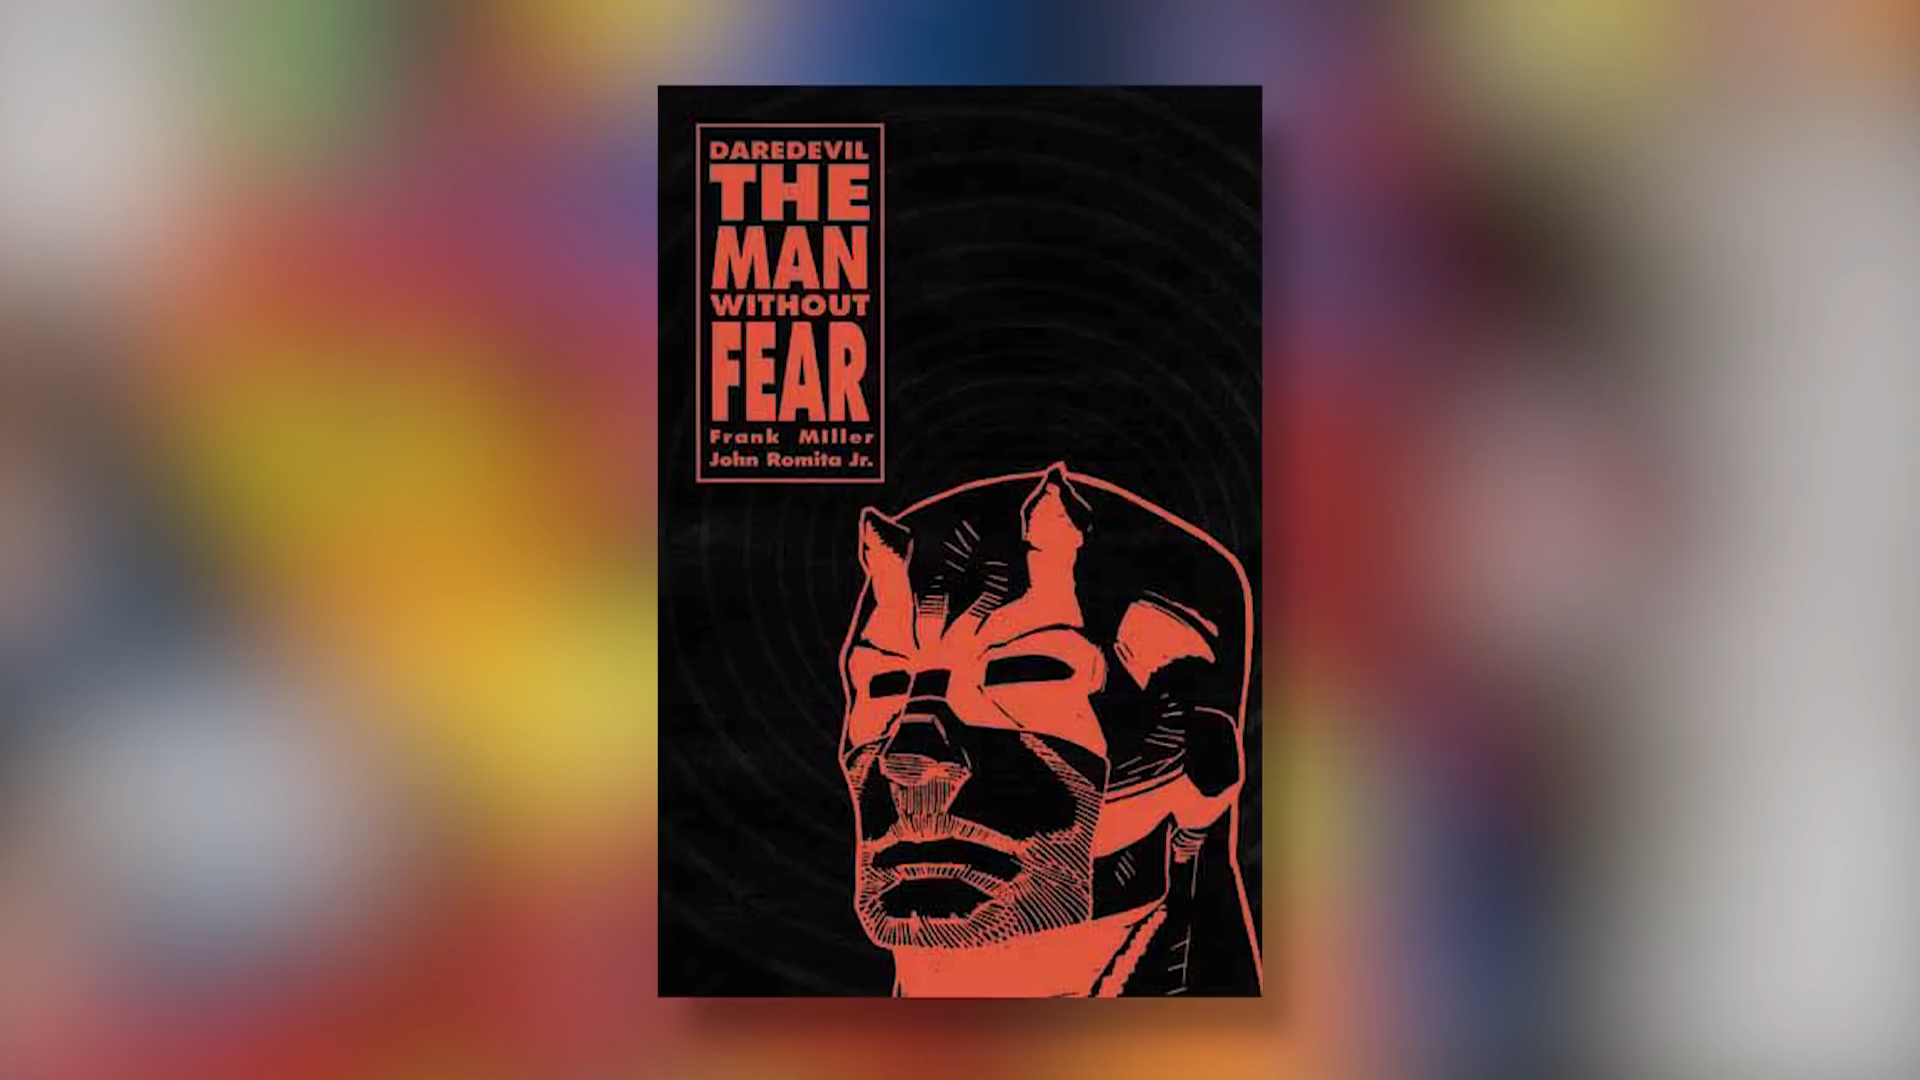 DAREDEVIL
THE
MAN
WITHOUT
FEAR
Frank MIller
John Romita Jr.